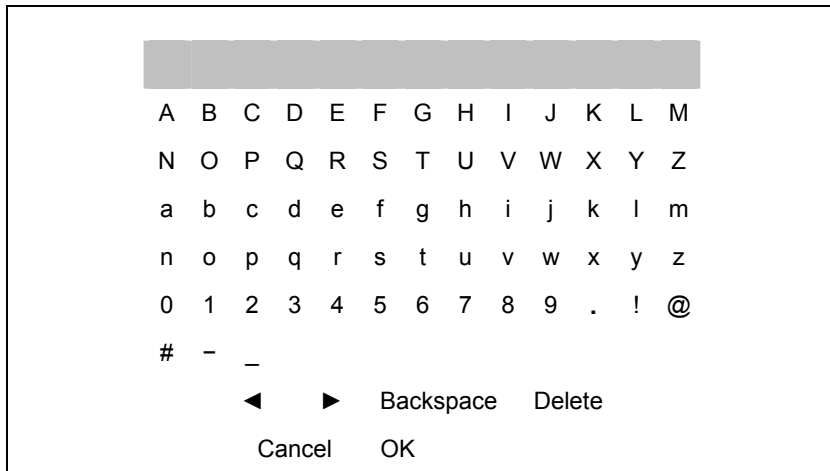 A B C D E F G H I J K L M
N O P Q R S T U V W X Y Z
a b c d e f g h i j k l m
n o p q r s t u v w x y z
0 1 2 3 4 5 6 7 8 9 . ! @
# − _
◄ ► Backspace Delete
Cancel OK